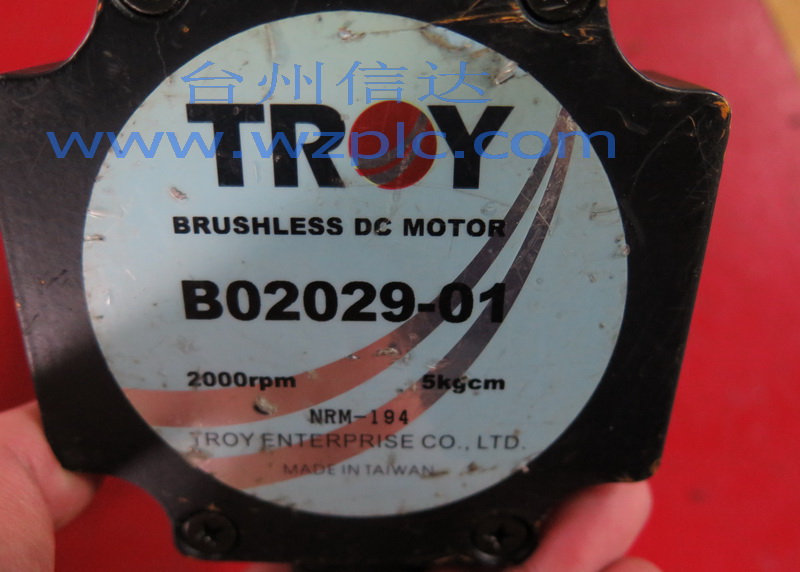 台州信达
TROY
www.wzplc.com
BRUSHLESS DC MOTOR
B02029-01
2000rpm 5kgcm
NRM-194
TROY ENTERPRISE CO., LTD.
MADE IN TAIWAN